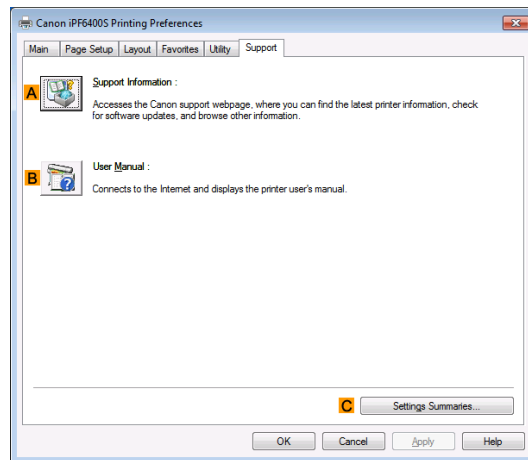 Canon iPF6400S Printing Preferences
Main Page Setup Layout Favorites Utility Support
A
Support Information :
Accesses the Canon support webpage, where you can find the latest printer information, check
for software updates, and browse other information.
B
User Manual :
Connects to the Internet and displays the printer user's manual.
C Settings Summaries...
OK Cancel Apply Help